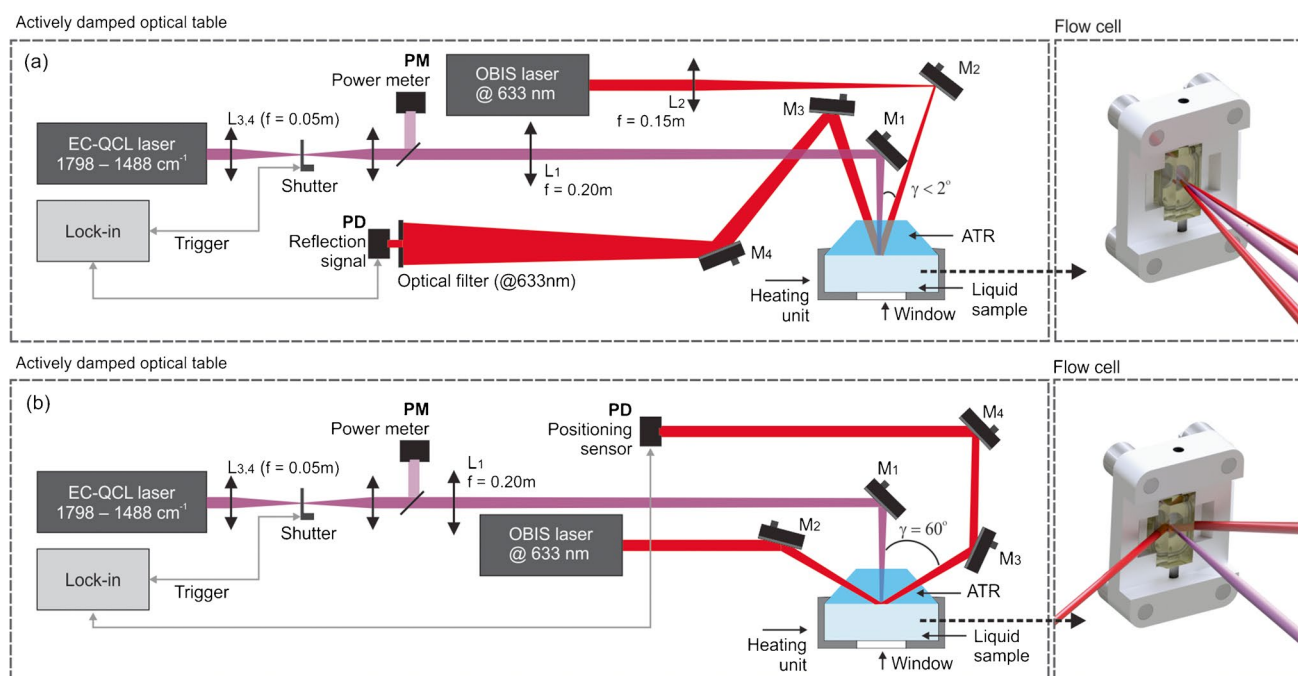 Actively damped optical table
Flow cell
(a)
PM
Power meter
OBIS laser
@ 633 nm
M2
L2
f = 0.15m
M3
M1
L3,4 (f = 0.05m)
EC-QCL laser
1798 – 1488 cm-1
Shutter
L1
f = 0.20m
γ < 2°
Lock-in
Trigger
PD
Reflection
signal
ATR
M4
Optical filter (@633nm)
Heating
unit
Liquid
sample
Window
Actively damped optical table
Flow cell
(b)
PM
Power meter
PD
Positioning
sensor
M4
L3,4 (f = 0.05m)
L1
f = 0.20m
M1
EC-QCL laser
1798 – 1488 cm-1
Shutter
OBIS laser
@ 633 nm
M2
γ = 60°
M3
Lock-in
Trigger
ATR
Heating
unit
Liquid
sample
Window